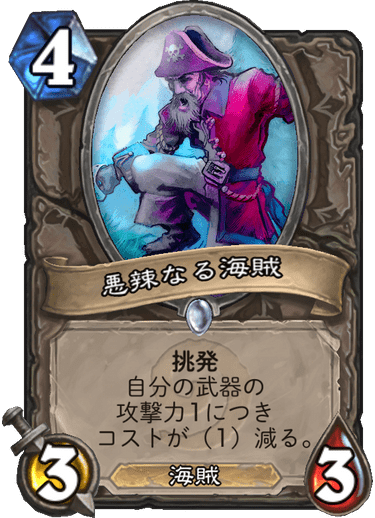 4
悪辣なる海賊
挑発
自分の武器の
攻撃力1につき
コストが（1）減る。
3
海賊
3